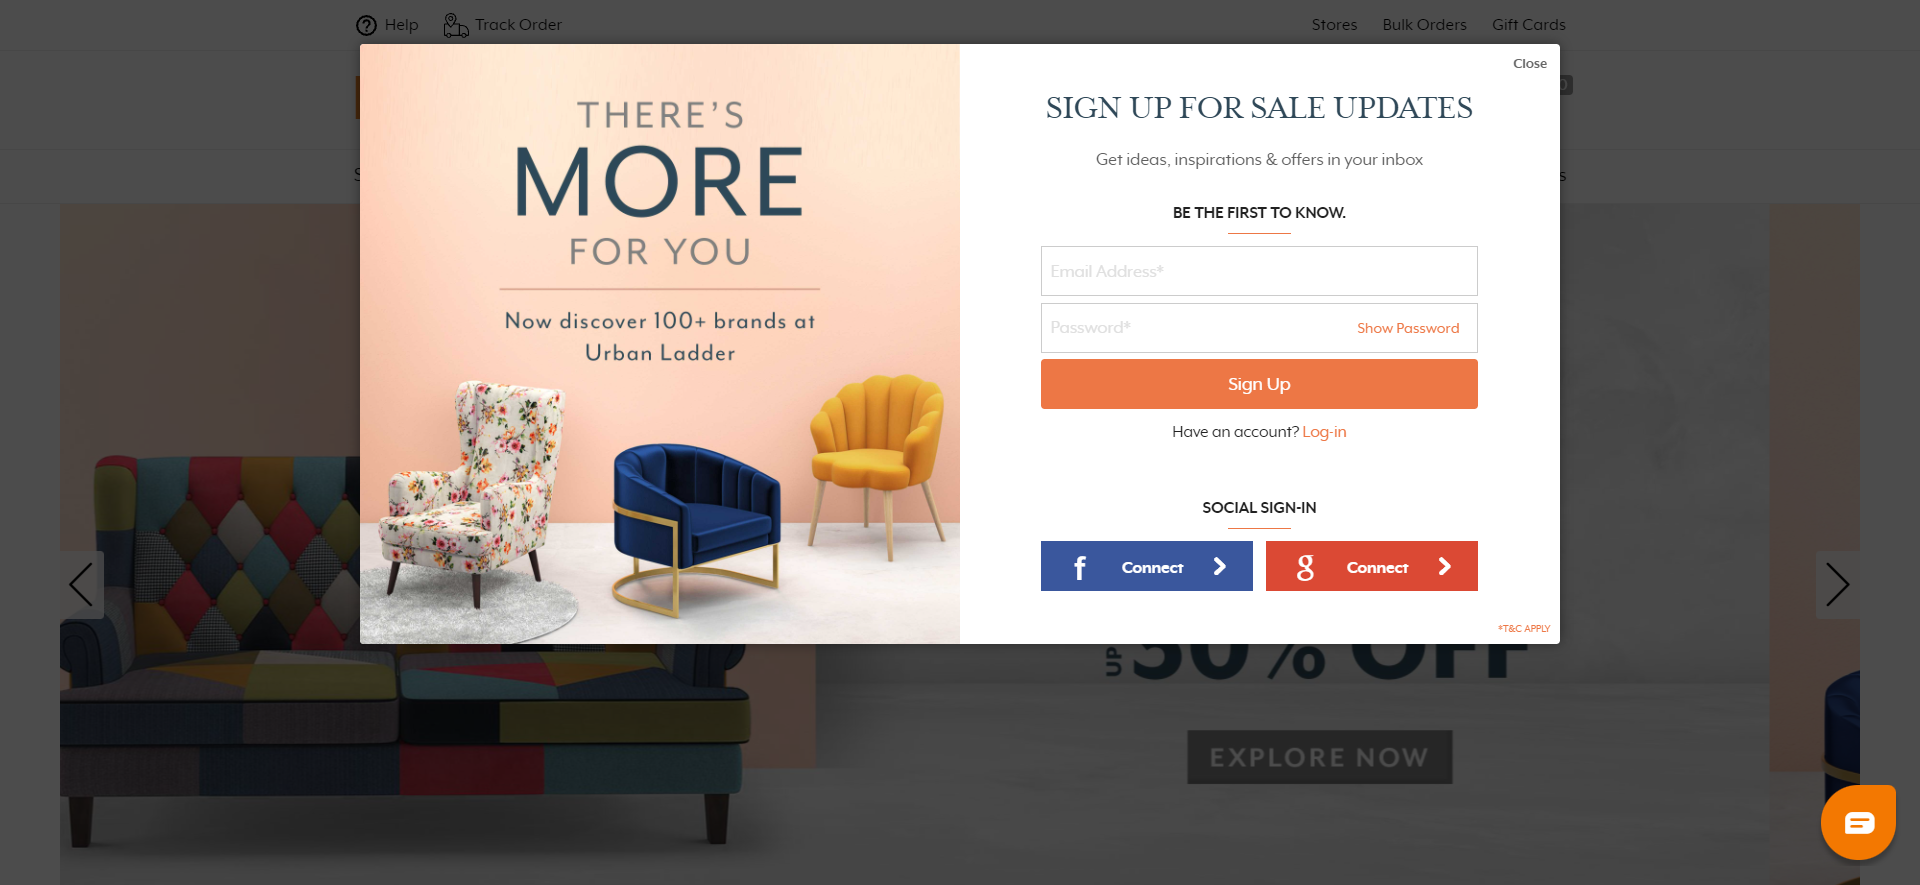 Help
Track Order
Stores
Bulk Orders
Gift Cards
Close
THERE'S
MORE
FOR YOU
Now discover 100+ brands at
Urban Ladder
SIGN UP FOR SALE UPDATES
Get ideas, inspirations & offers in your inbox
BE THE FIRST TO KNOW.
Email Address*
Password*
Show Password
Sign Up
Have an account? Log-in
SOCIAL SIGN-IN
f Connect
g Connect
*T&C APPLY
UP
50% OFF
EXPLORE NOW